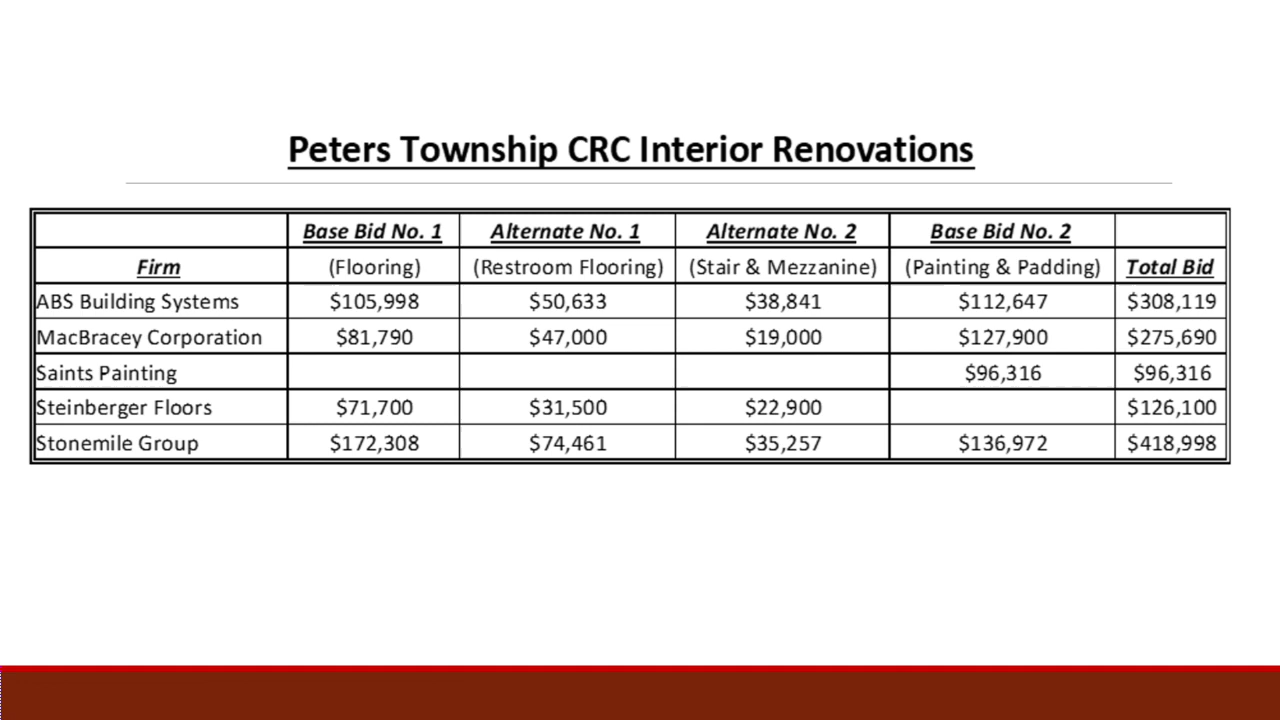 Peters Township CRC Interior Renovations
Base Bid No. 1 Alternate No. 1 Alternate No. 2 Base Bid No. 2
Firm (Flooring) (Restroom Flooring) (Stair & Mezzanine) (Painting & Padding) Total Bid
ABS Building Systems $105,998 $50,633 $38,841 $112,647 $308,119
MacBracey Corporation $81,790 $47,000 $19,000 $127,900 $275,690
Saints Painting $96,316 $96,316
Steinberger Floors $71,700 $31,500 $22,900 $126,100
Stonemile Group $172,308 $74,461 $35,257 $136,972 $418,998